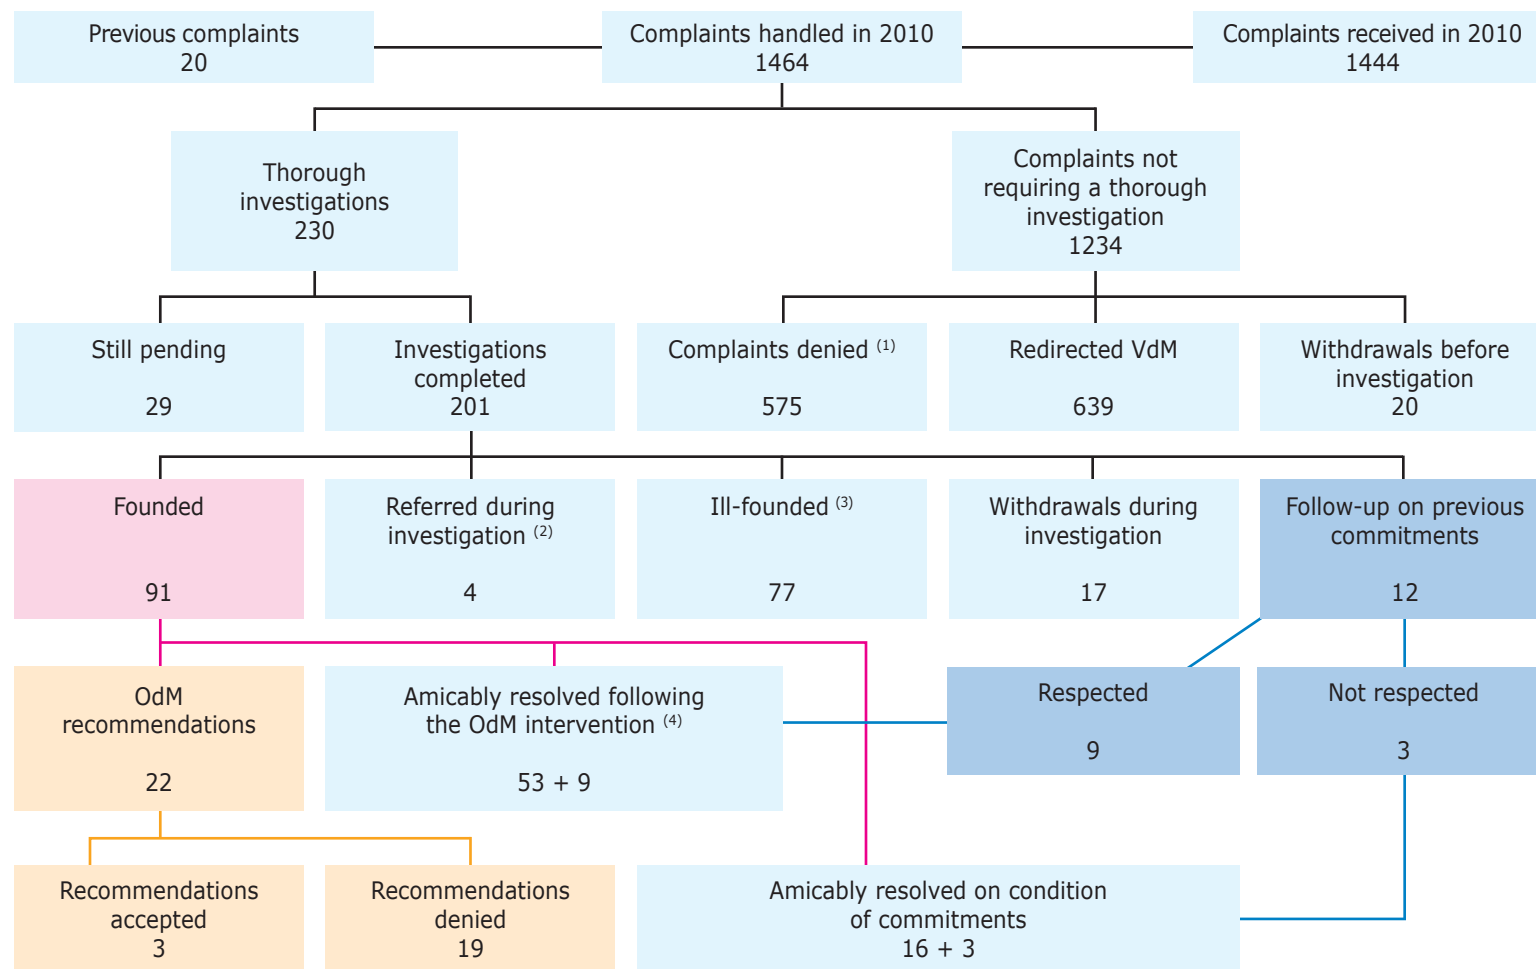 Previous complaints
20
Complaints handled in 2010
1464
Complaints received in 2010
1444
Thorough
investigations
230
Complaints not
requiring a thorough
investigation
1234
Still pending
29
Investigations
completed
201
Complaints denied (1)
575
Redirected VdM
639
Withdrawals before
investigation
20
Founded
91
Referred during
investigation (2)
4
Ill-founded (3)
77
Withdrawals during
investigation
17
Follow-up on previous
commitments
12
OdM
recommendations
22
Amicably resolved following
the OdM intervention (4)
53 + 9
Respected
9
Not respected
3
Recommendations
accepted
3
Recommendations
denied
19
Amicably resolved on condition
of commitments
16 + 3